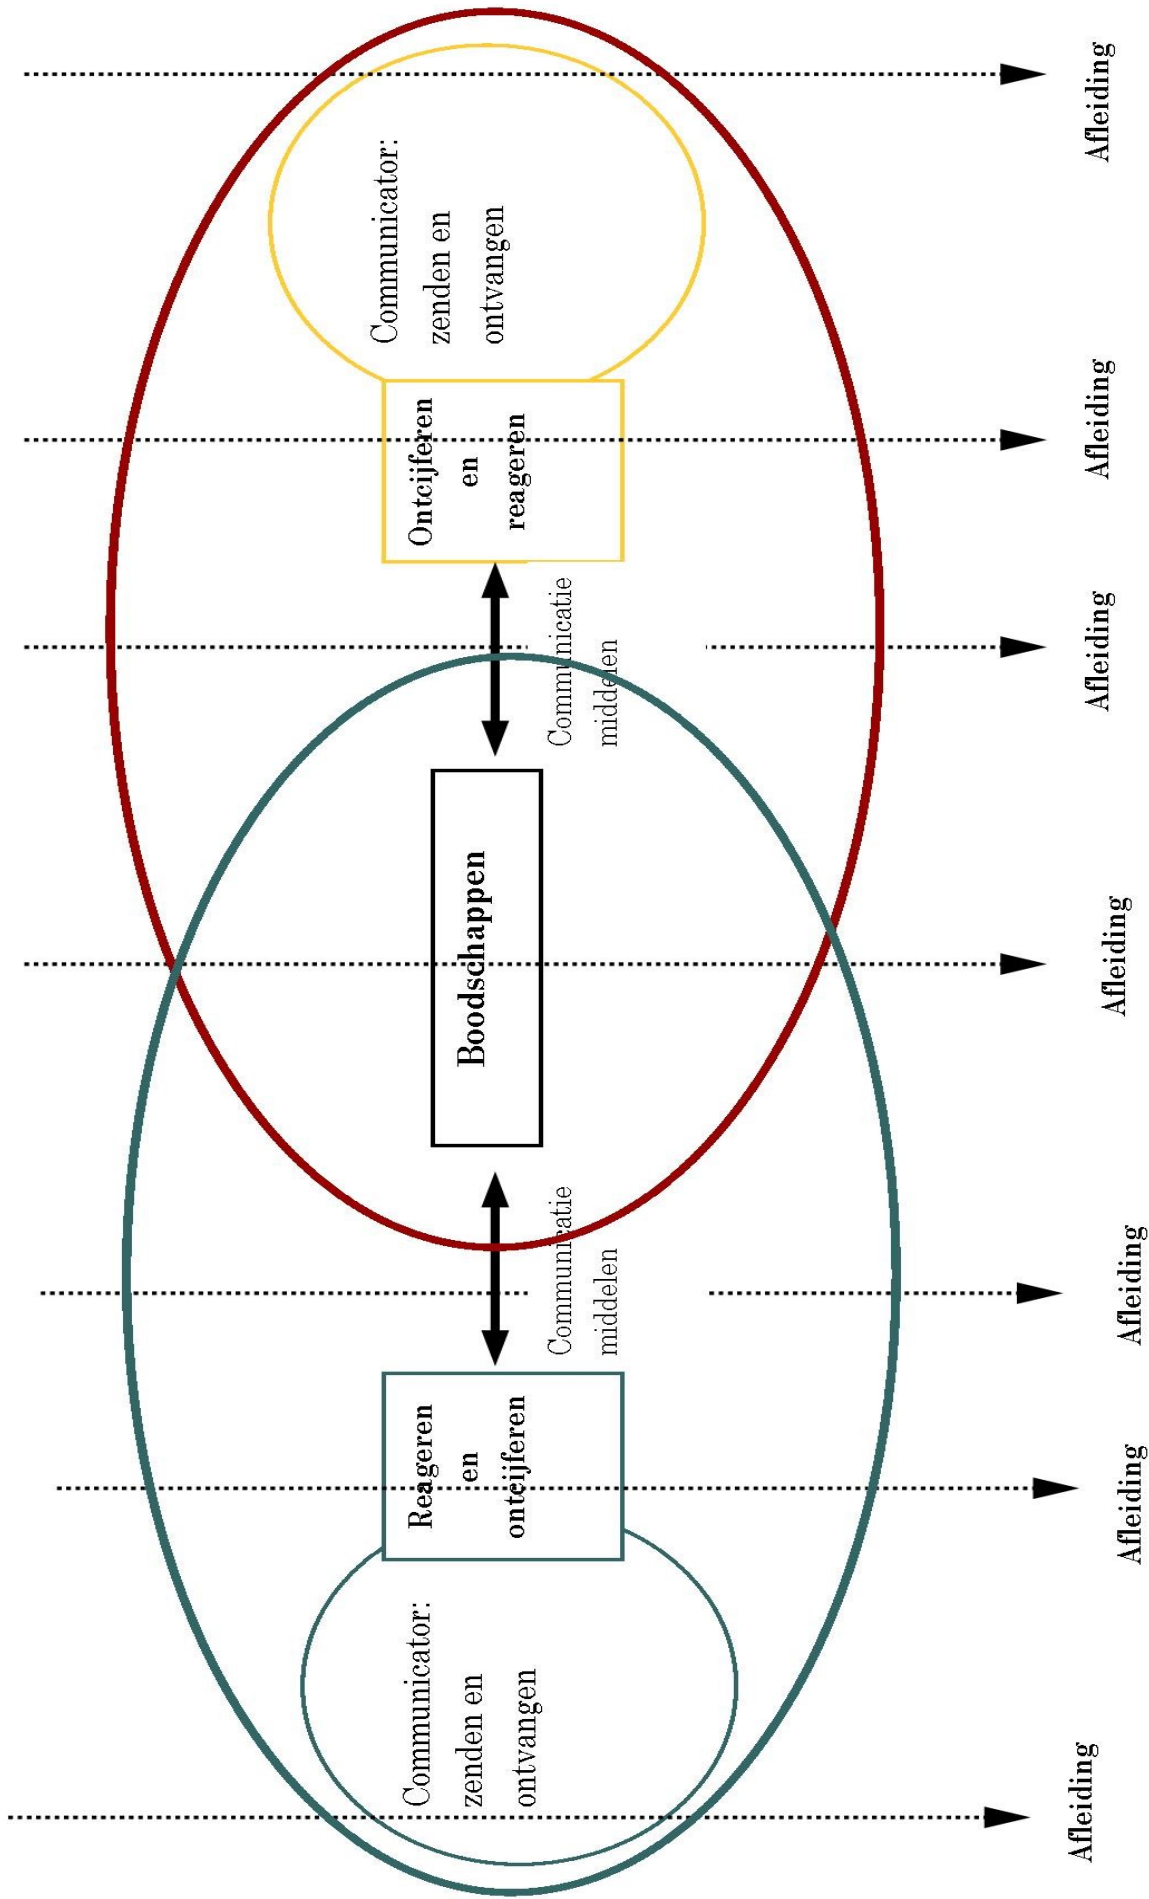 Communicator:
zenden en
ontvangen
Reageren
en
ontcijferen
Communicatie
middelen
Boodschappen
Communicatie
middelen
Ontcijferen
en
reageren
Communicator:
zenden en
ontvangen
Afleiding
Afleiding
Afleiding
Afleiding
Afleiding
Afleiding
Afleiding